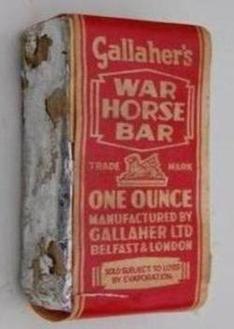 Gallaher's
WAR
HORSE
BAR
TRADE MARK
ONE OUNCE
MANUFACTURED BY
GALLAHER LTD
BELFAST & LONDON
SOLD SUBJECT TO LOSS
BY EVAPORATION